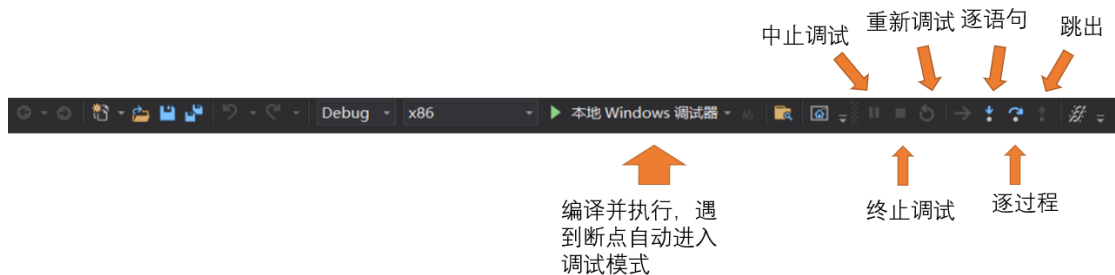 中止调试
重新调试
逐语句
跳出
Debug
x86
本地 Windows 调试器
编译并执行，遇
到断点自动进入
调试模式
终止调试
逐过程